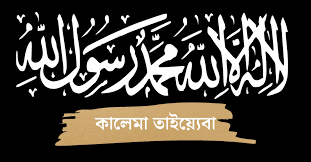 لا إله إلا الله محمد رسول الله
কালেমা তাইয়্যেবা